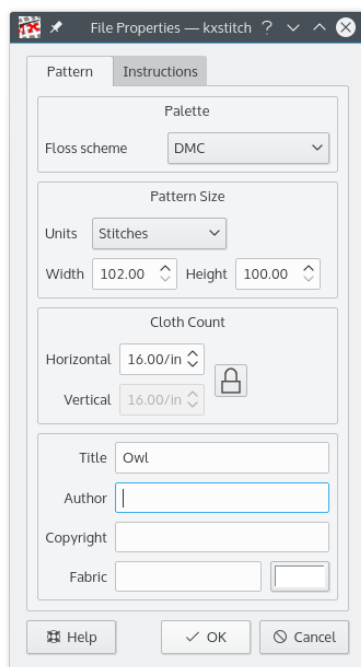 File Properties — kxstitch
Pattern Instructions
Palette
Floss scheme DMC
Pattern Size
Units Stitches
Width 102.00 Height 100.00
Cloth Count
Horizontal 16.00/in
Vertical 16.00/in
Title Owl
Author
Copyright
Fabric
Help OK Cancel